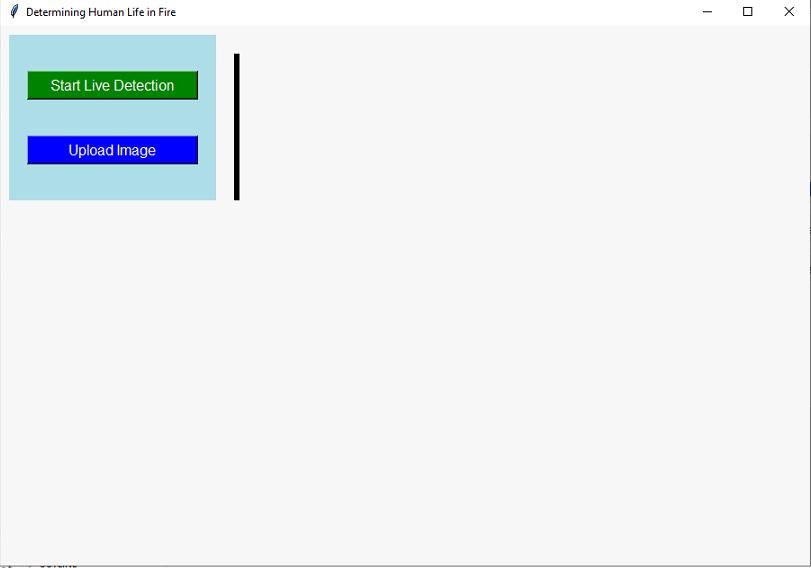 Determining Human Life in Fire
Start Live Detection
Upload Image